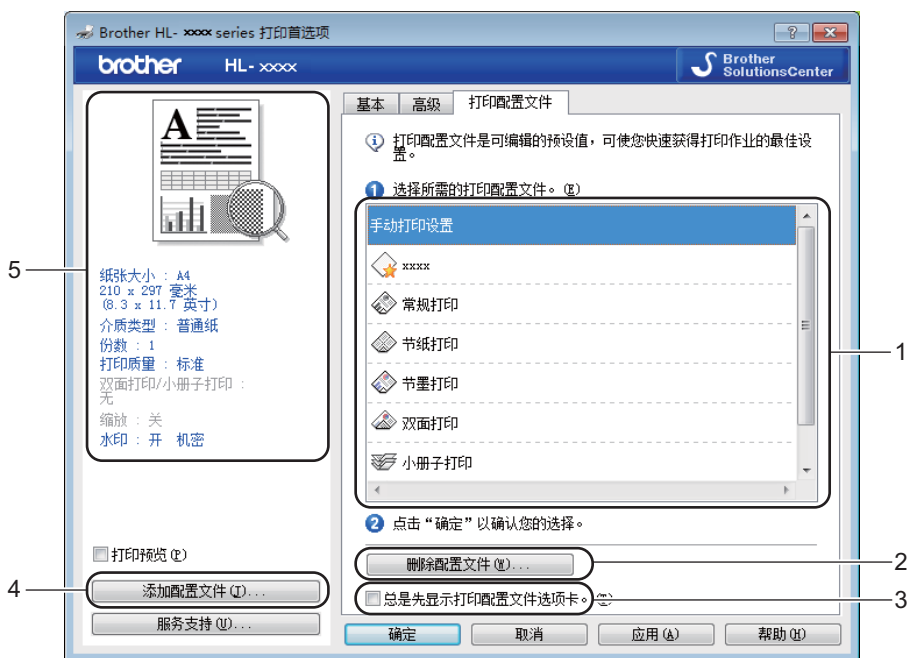 Brother HL- xxxx series 打印首选项
brother HL- xxxx
Brother
SolutionsCenter
A
纸张大小 : A4
210 x 297 毫米
(8.3 x 11.7 英寸)
介质类型 : 普通纸
份数 : 1
打印质量 : 标准
双面打印/小册子打印 :
无
缩放 : 关
水印 : 开 机密
打印预览(P)
添加配置文件(J)...
服务支持(U)...
基本 高级 打印配置文件
打印配置文件是可编辑的预设值，可使您快速获得打印作业的最佳设
置。
1 选择所需的打印配置文件。(E)
手动打印设置
xxxx
常规打印
节纸打印
节墨打印
双面打印
小册子打印
2 点击“确定”以确认您的选择。
删除配置文件(W)...
总是先显示打印配置文件选项卡。
确定 取消 应用(A) 帮助(H)
1
2
3
4
5